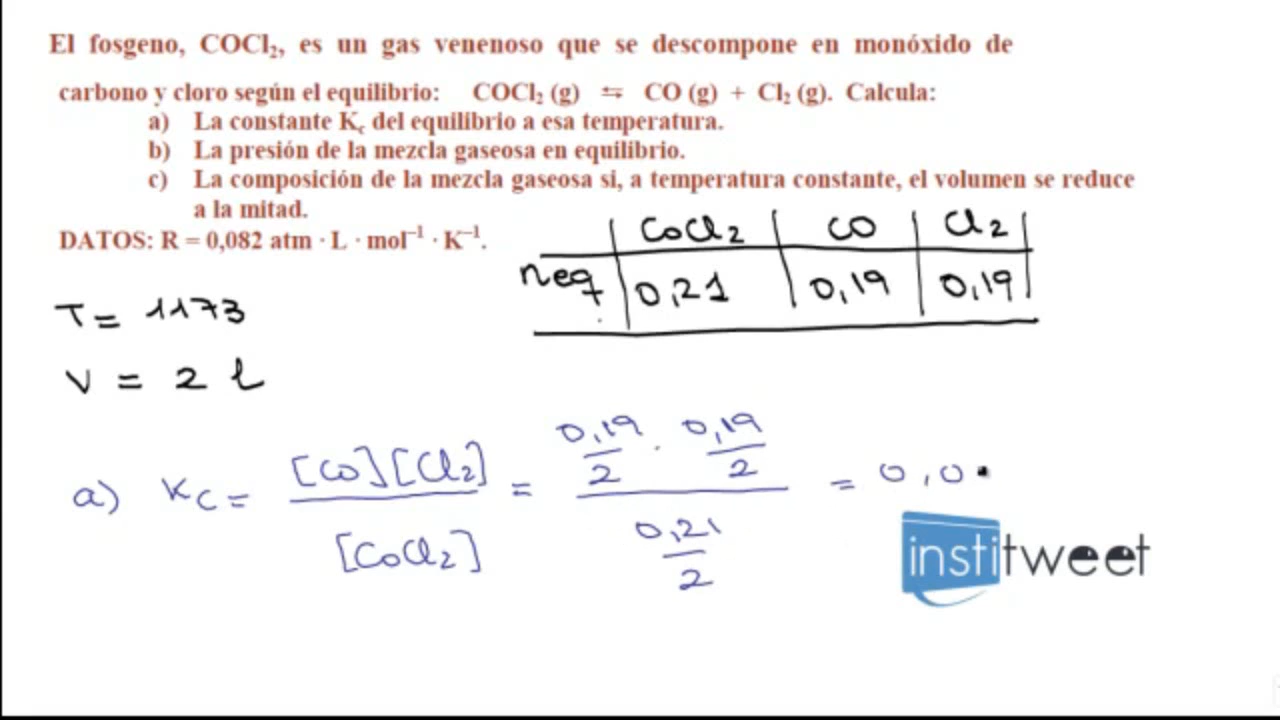 El fosgeno, COCl₂, es un gas venenoso que se descompone en monóxido de
carbono y cloro según el equilibrio: COCl₂ (g) ⇆ CO (g) + Cl₂ (g). Calcula:
a) La constante Kc del equilibrio a esa temperatura.
b) La presión de la mezcla gaseosa en equilibrio.
c) La composición de la mezcla gaseosa si, a temperatura constante, el volumen se reduce
a la mitad.
DATOS: R = 0,082 atm · L · mol⁻¹ · K⁻¹.
COCl2 CO Cl2
neq 0,21 0,19 0,19
T = 1173
V = 2 l
0,19/2 · 0,19/2
a) KC = [CO][Cl2] / [COCl2] = = 0,0
0,21/2
institweet